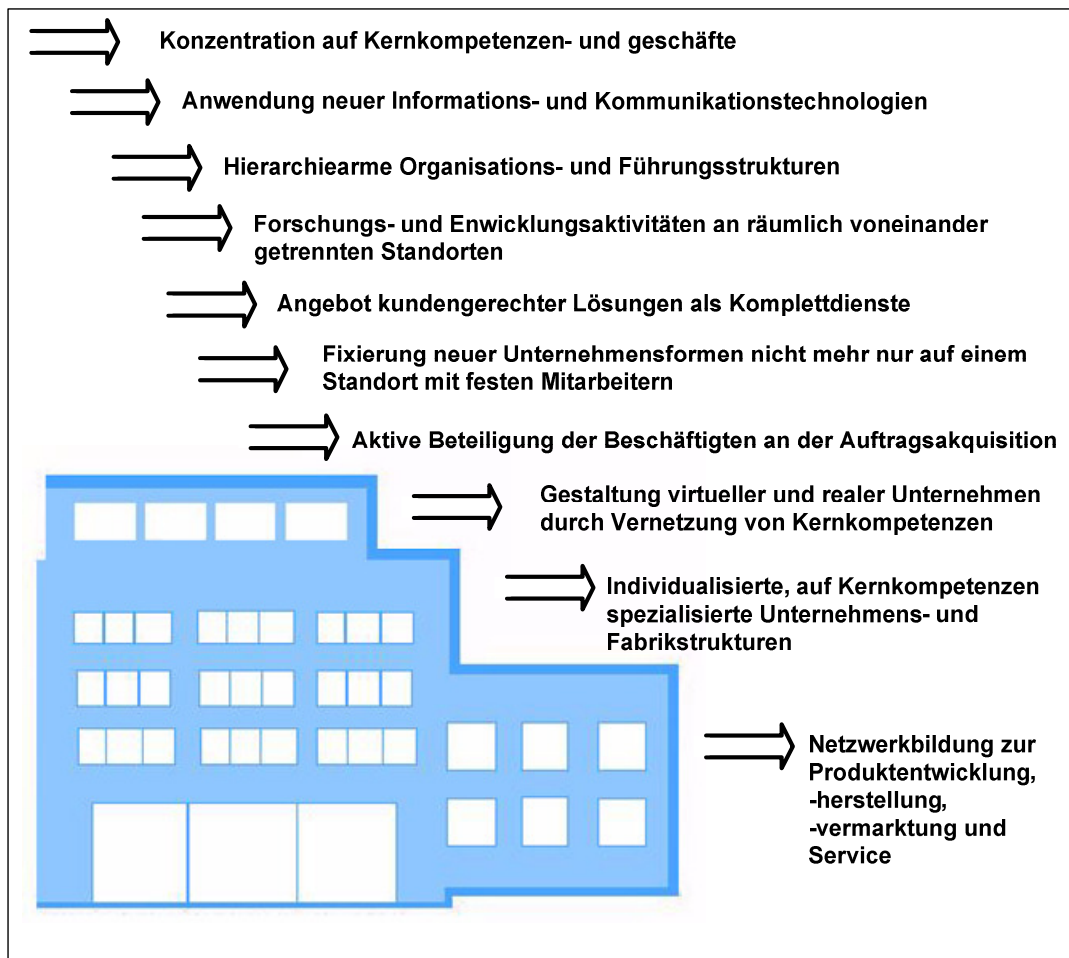 Konzentration auf Kernkompetenzen- und geschäfte
Anwendung neuer Informations- und Kommunikationstechnologien
Hierarchiearme Organisations- und Führungsstrukturen
Forschungs- und Enwicklungsaktivitäten an räumlich voneinander
getrennten Standorten
Angebot kundengerechter Lösungen als Komplettdienste
Fixierung neuer Unternehmensformen nicht mehr nur auf einem
Standort mit festen Mitarbeitern
Aktive Beteiligung der Beschäftigten an der Auftragsakquisition
Gestaltung virtueller und realer Unternehmen
durch Vernetzung von Kernkompetenzen
Individualisierte, auf Kernkompetenzen
spezialisierte Unternehmens- und
Fabrikstrukturen
Netzwerkbildung zur
Produktentwicklung,
-herstellung,
-vermarktung und
Service